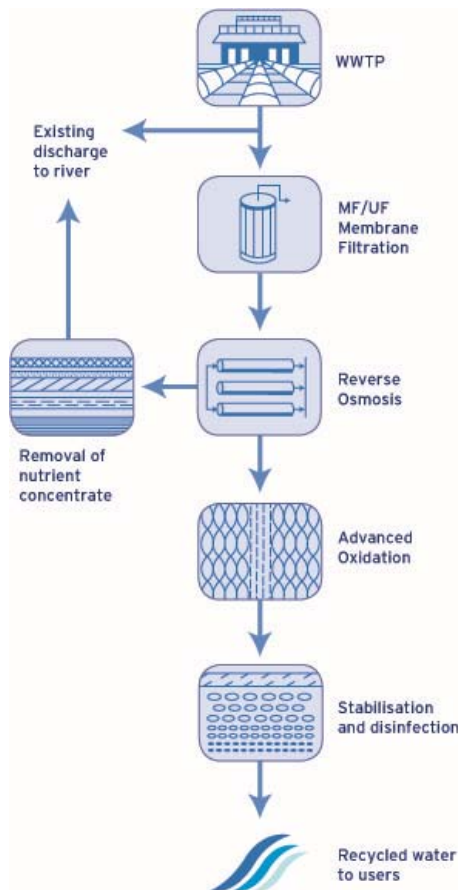 WWTP
Existing
discharge
to river
MF/UF
Membrane
Filtration
Reverse
Osmosis
Removal of
nutrient
concentrate
Advanced
Oxidation
Stabilisation
and disinfection
Recycled water
to users